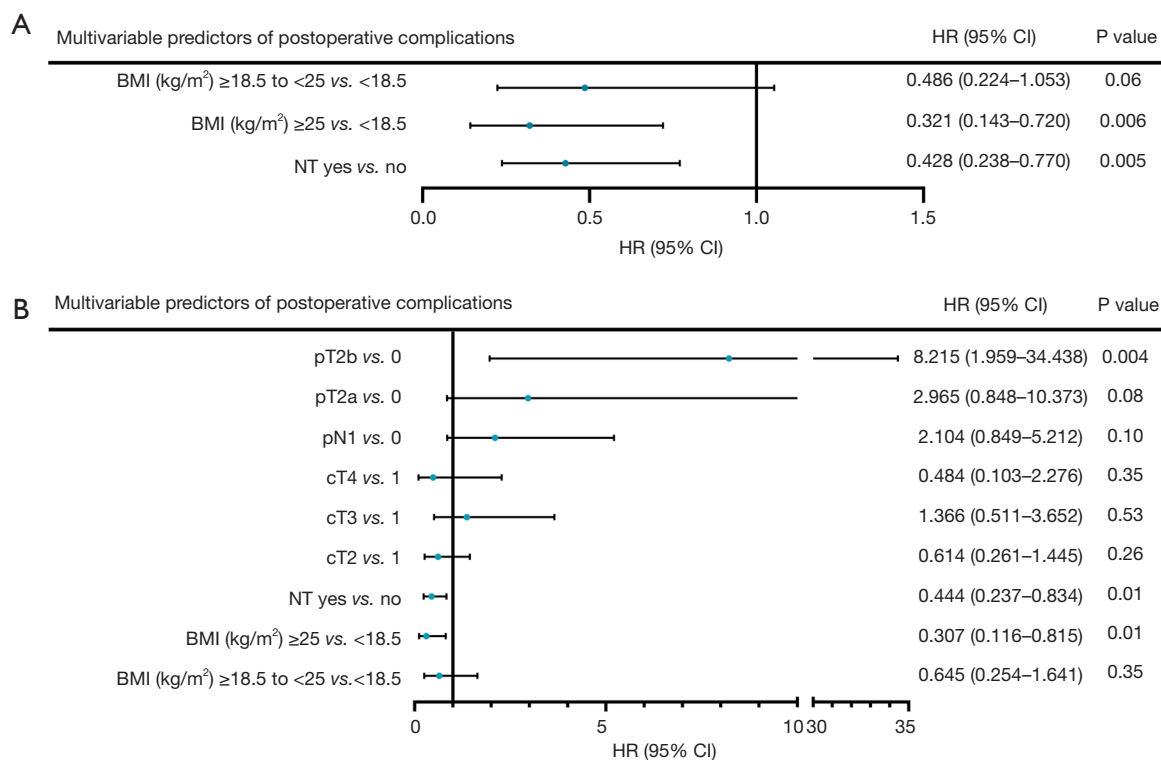 A
Multivariable predictors of postoperative complications HR (95% CI) P value
BMI (kg/m²) ≥18.5 to <25 vs. <18.5 0.486 (0.224–1.053) 0.06
BMI (kg/m²) ≥25 vs. <18.5 0.321 (0.143–0.720) 0.006
NT yes vs. no 0.428 (0.238–0.770) 0.005
0.0 0.5 1.0 1.5
HR (95% CI)
B
Multivariable predictors of postoperative complications HR (95% CI) P value
pT2b vs. 0 8.215 (1.959–34.438) 0.004
pT2a vs. 0 2.965 (0.848–10.373) 0.08
pN1 vs. 0 2.104 (0.849–5.212) 0.10
cT4 vs. 1 0.484 (0.103–2.276) 0.35
cT3 vs. 1 1.366 (0.511–3.652) 0.53
cT2 vs. 1 0.614 (0.261–1.445) 0.26
NT yes vs. no 0.444 (0.237–0.834) 0.01
BMI (kg/m²) ≥25 vs. <18.5 0.307 (0.116–0.815) 0.01
BMI (kg/m²) ≥18.5 to <25 vs.<18.5 0.645 (0.254–1.641) 0.35
0 5 10 30 35
HR (95% CI)